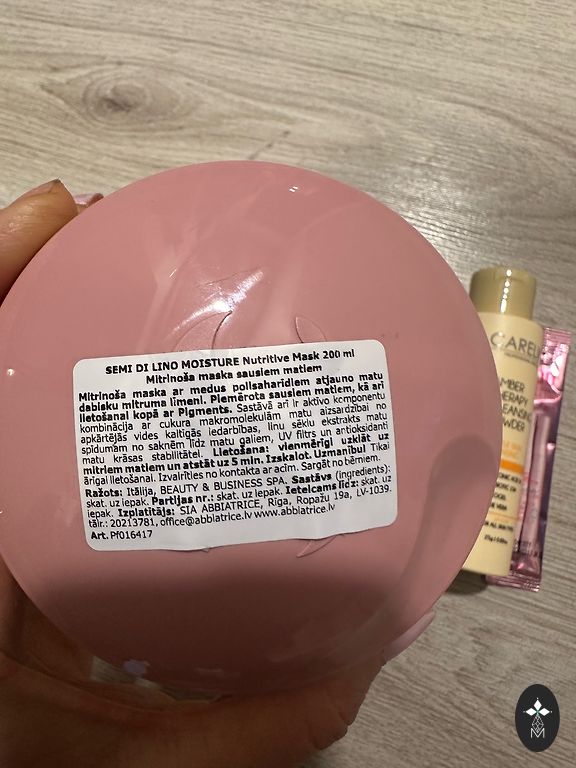 SEMI DI LINO MOISTURE Nutritive Mask 200 ml
Mitrinoša maska sausiem matiem
Mitrinoša maska ar medus polisaharīdiem atjauno matu
dabisku mitruma līmeni. Piemērota sausiem matiem, kā arī
lietošanai kopā ar Pigments. Sastāvā arī ir aktīvo komponentu
kombinācija ar cukura makromolekulām matu aizsardzībai no
apkārtējās vides kaitīgās iedarbības, linu sēklu ekstrakts matu
spīdumam no saknēm līdz matu galiem, UV filtrs un antioksidanti
matu krāsas stabilitātei. Lietošana: vienmērīgi uzklāt uz
mitriem matiem un atstāt uz 5 min. Izskalot. Uzmanību! Tikai
ārīgai lietošanai. Izvairīties no kontakta ar acīm. Sargāt no bērniem.
Ražots: Itālija, BEAUTY & BUSINESS SPA. Sastāvs (ingredients):
skat. uz iepak. Partijas nr.: skat. uz iepak. Ieteicams līdz: skat. uz
iepak. Izplatītājs: SIA ABBIATRICE, Rīga, Ropažu 19a, LV-1039.
tālr.: 20213781, office@abbiatrice.lv www.abbiatrice.lv
Art. Pf016417
CAREL
MBER
HERAPY
LEANSING
OWDER
M